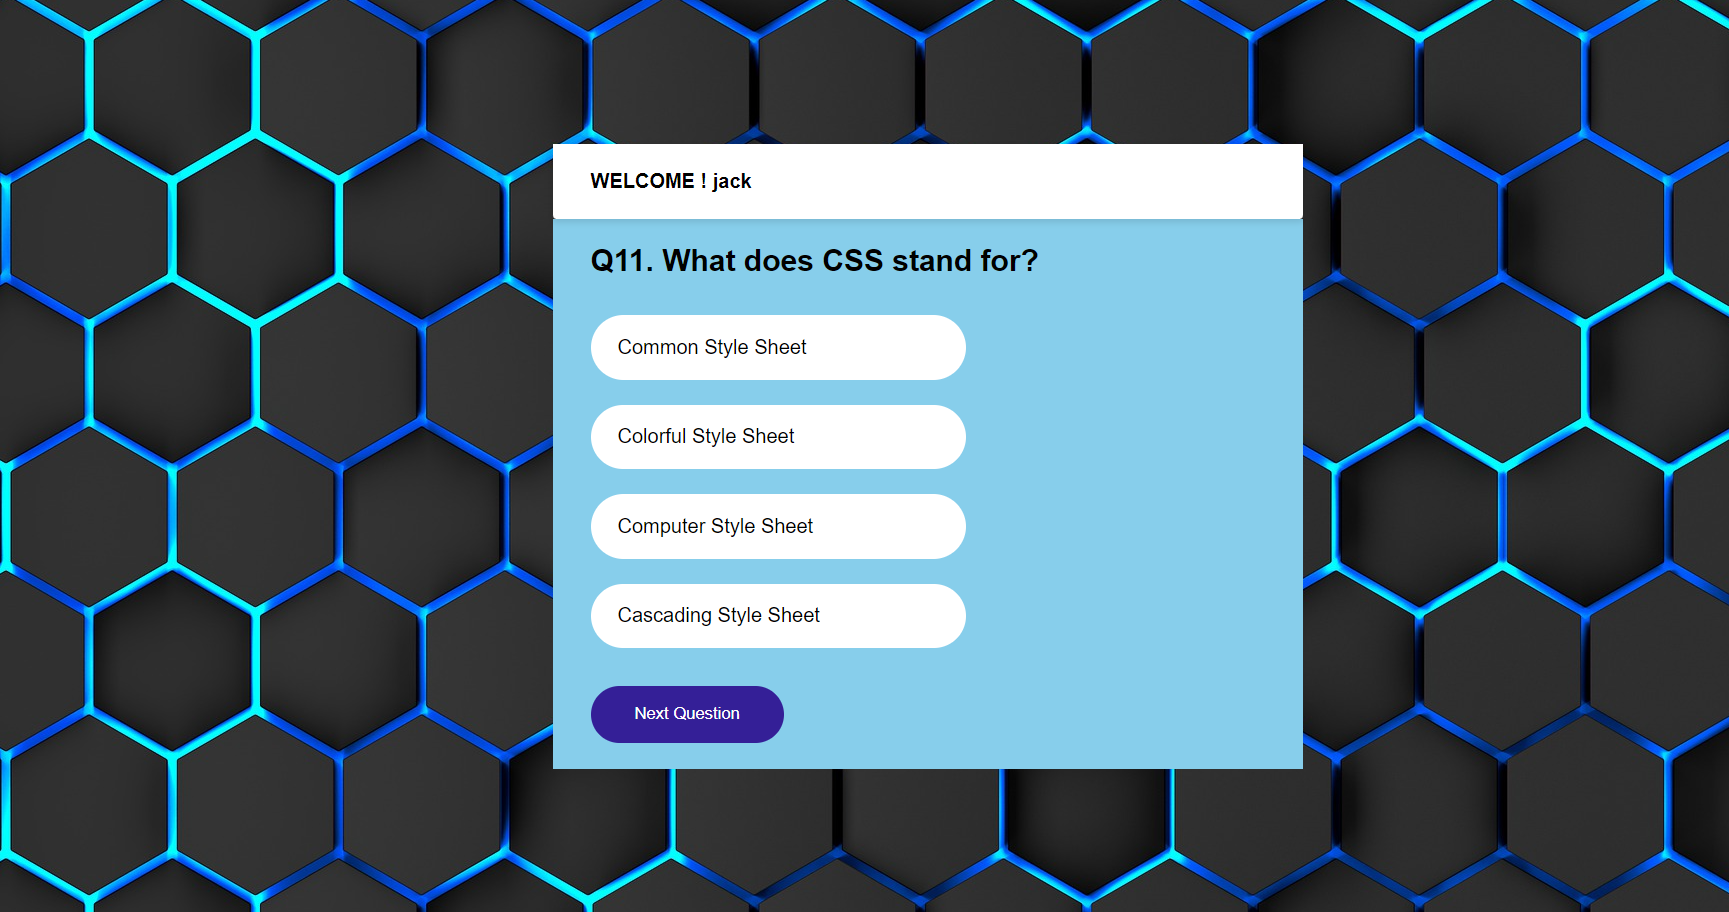 WELCOME ! jack
Q11. What does CSS stand for?
Common Style Sheet
Colorful Style Sheet
Computer Style Sheet
Cascading Style Sheet
Next Question